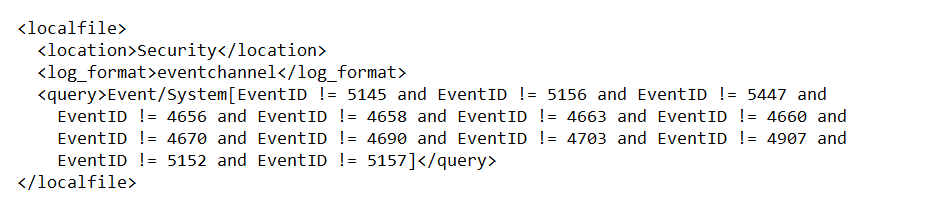 <localfile>
  <location>Security</location>
  <log_format>eventchannel</log_format>
  <query>Event/System[EventID != 5145 and EventID != 5156 and EventID != 5447 and
    EventID != 4656 and EventID != 4658 and EventID != 4663 and EventID != 4660 and
    EventID != 4670 and EventID != 4690 and EventID != 4703 and EventID != 4907 and
    EventID != 5152 and EventID != 5157]</query>
</localfile>